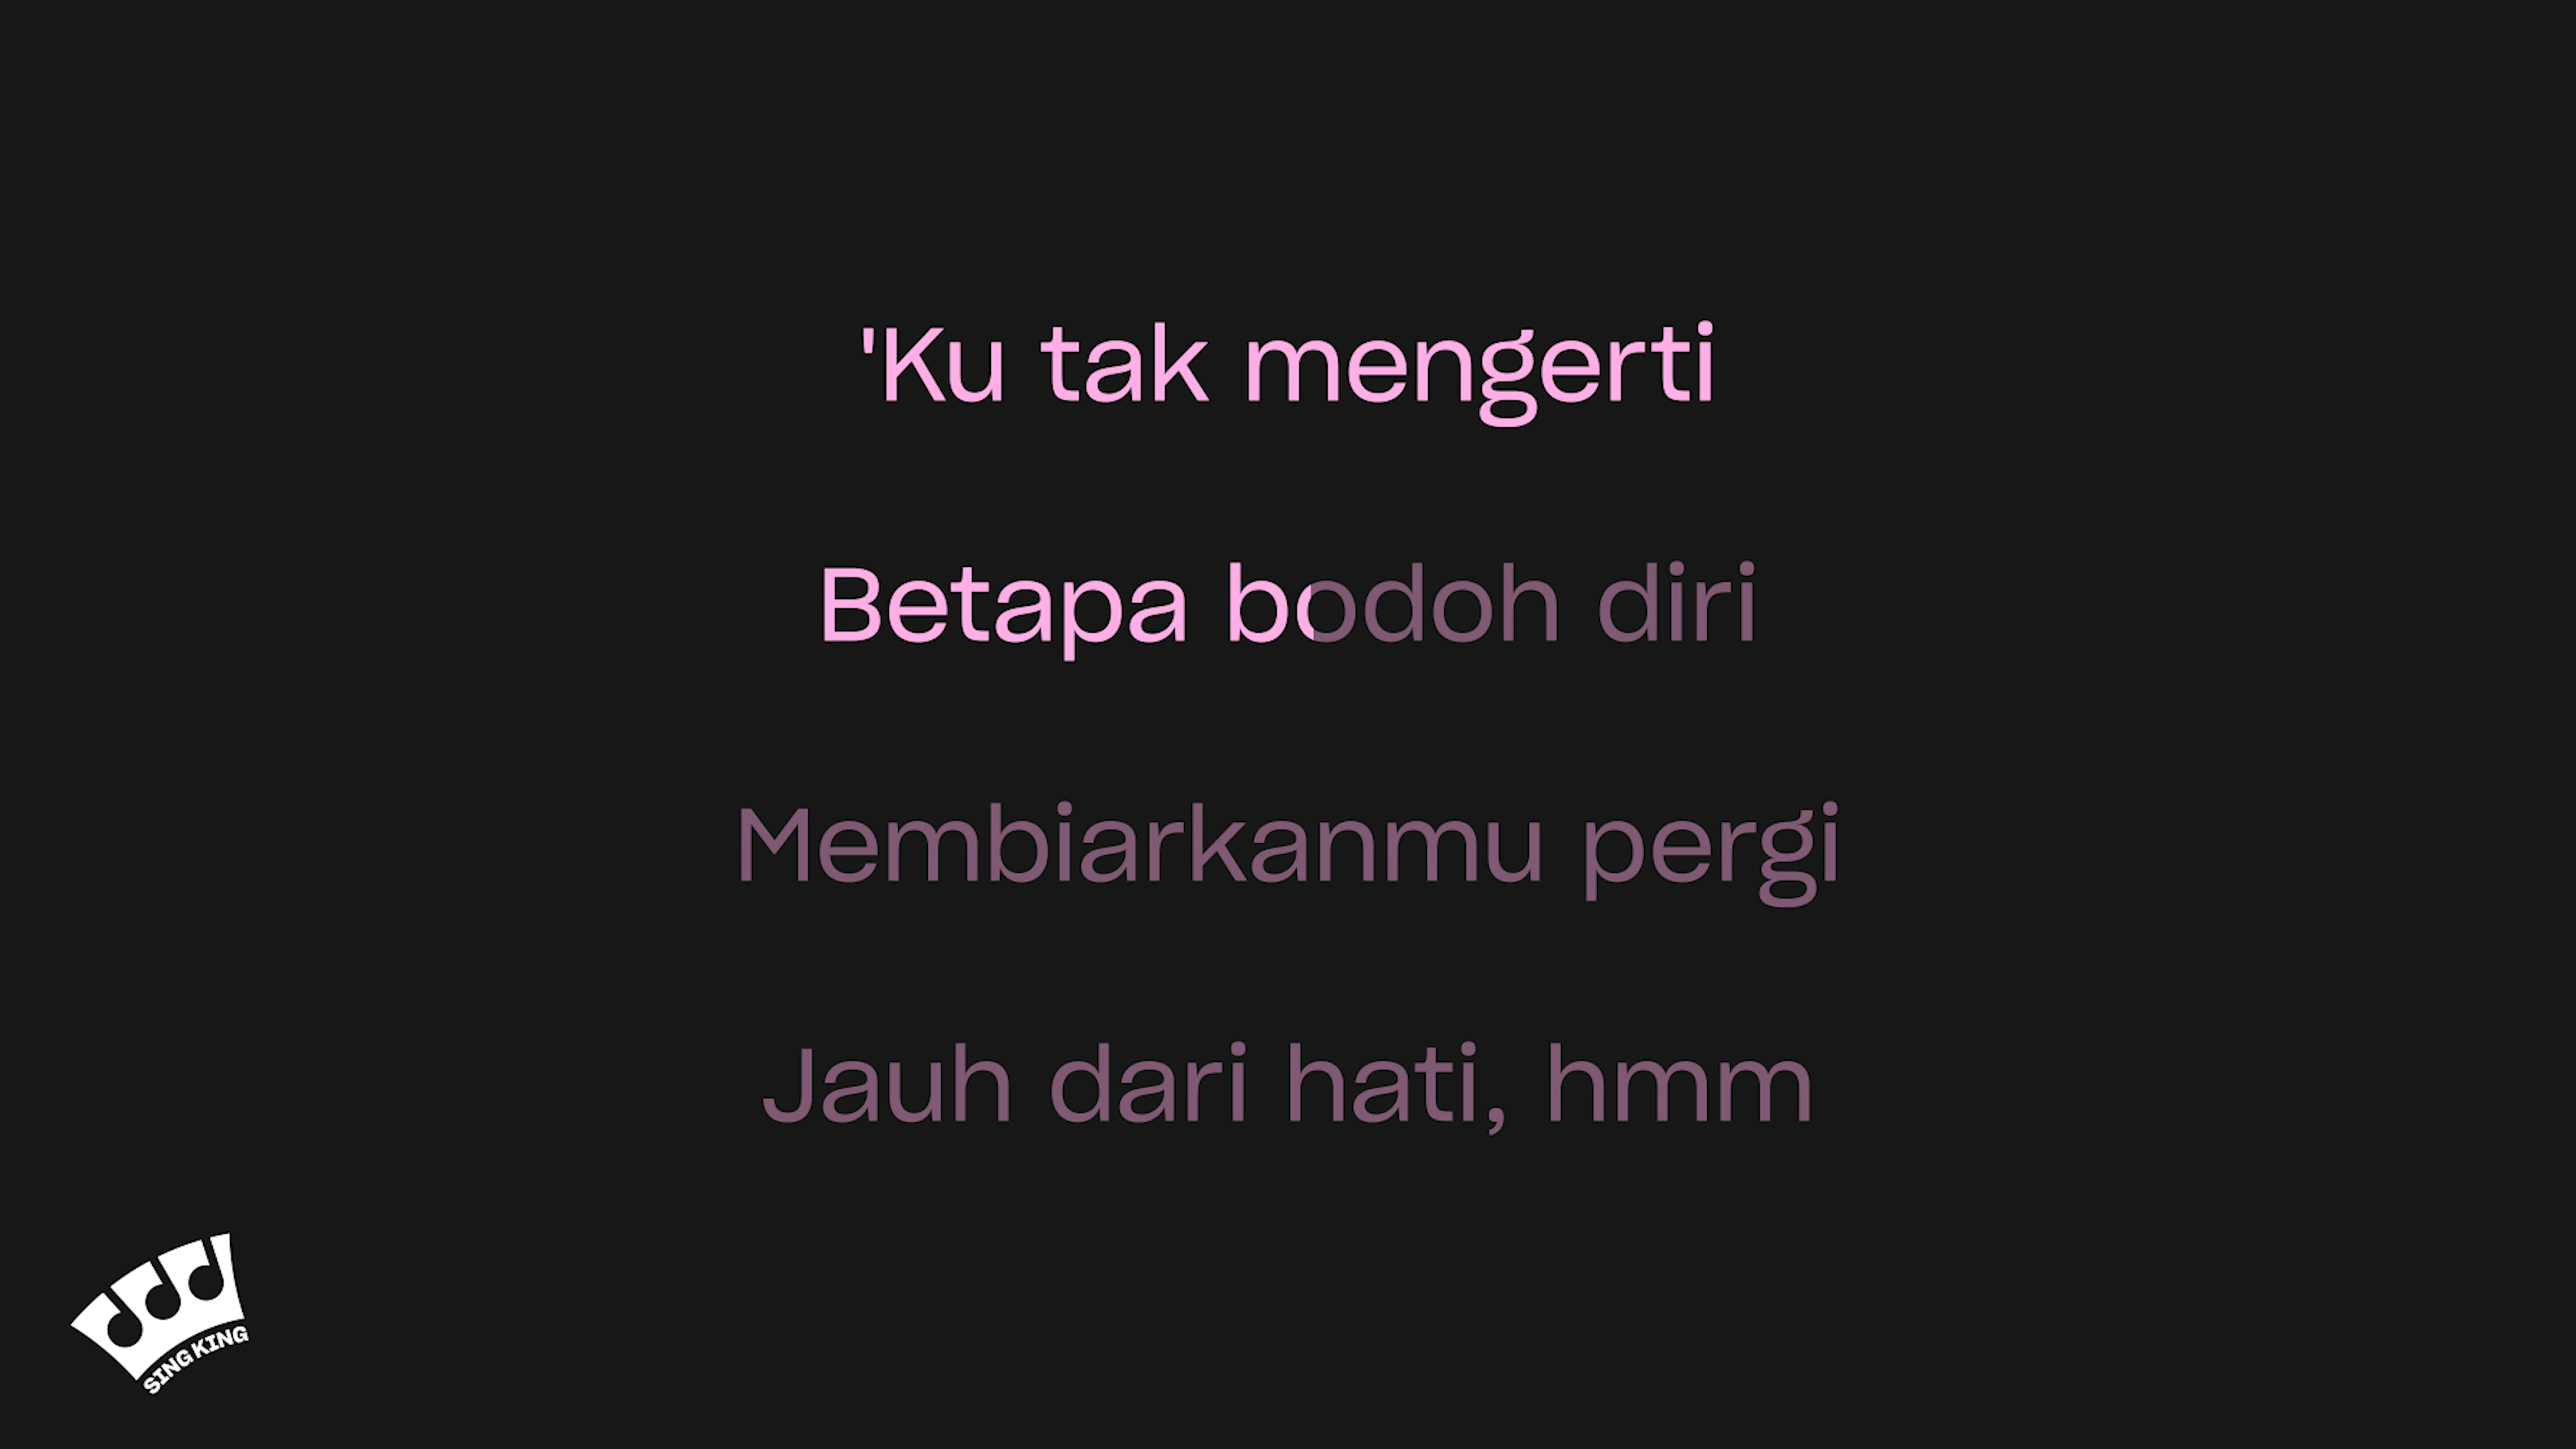 'Ku tak mengerti
Betapa bodoh diri
Membiarkanmu pergi
Jauh dari hati, hmm
SING KING